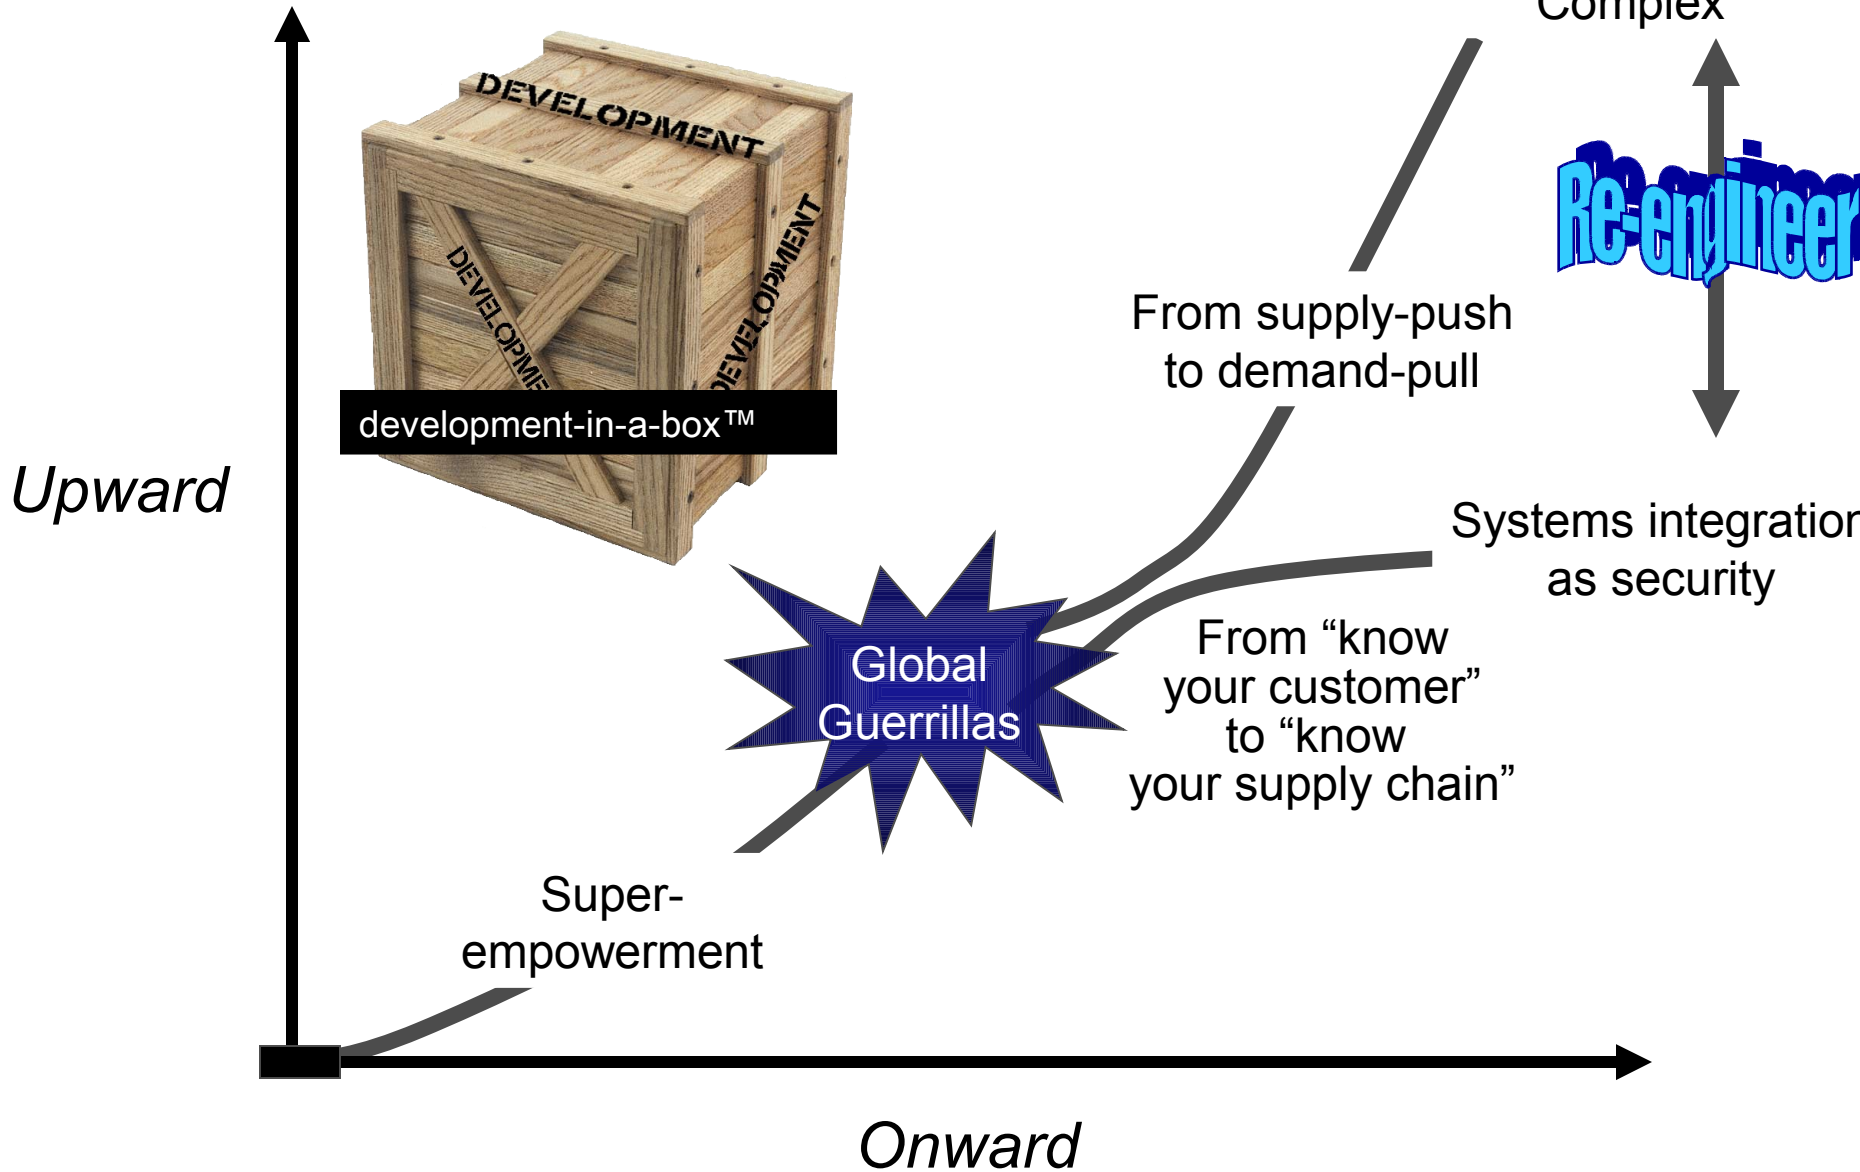 Complex
DEVELOPMENT
DEVELOPMENT
development-in-a-box™
Re-engineer
From supply-push
to demand-pull
Upward
Systems integration
as security
Global
Guerrillas
From “know
your customer”
to “know
your supply chain”
Super-
empowerment
Onward